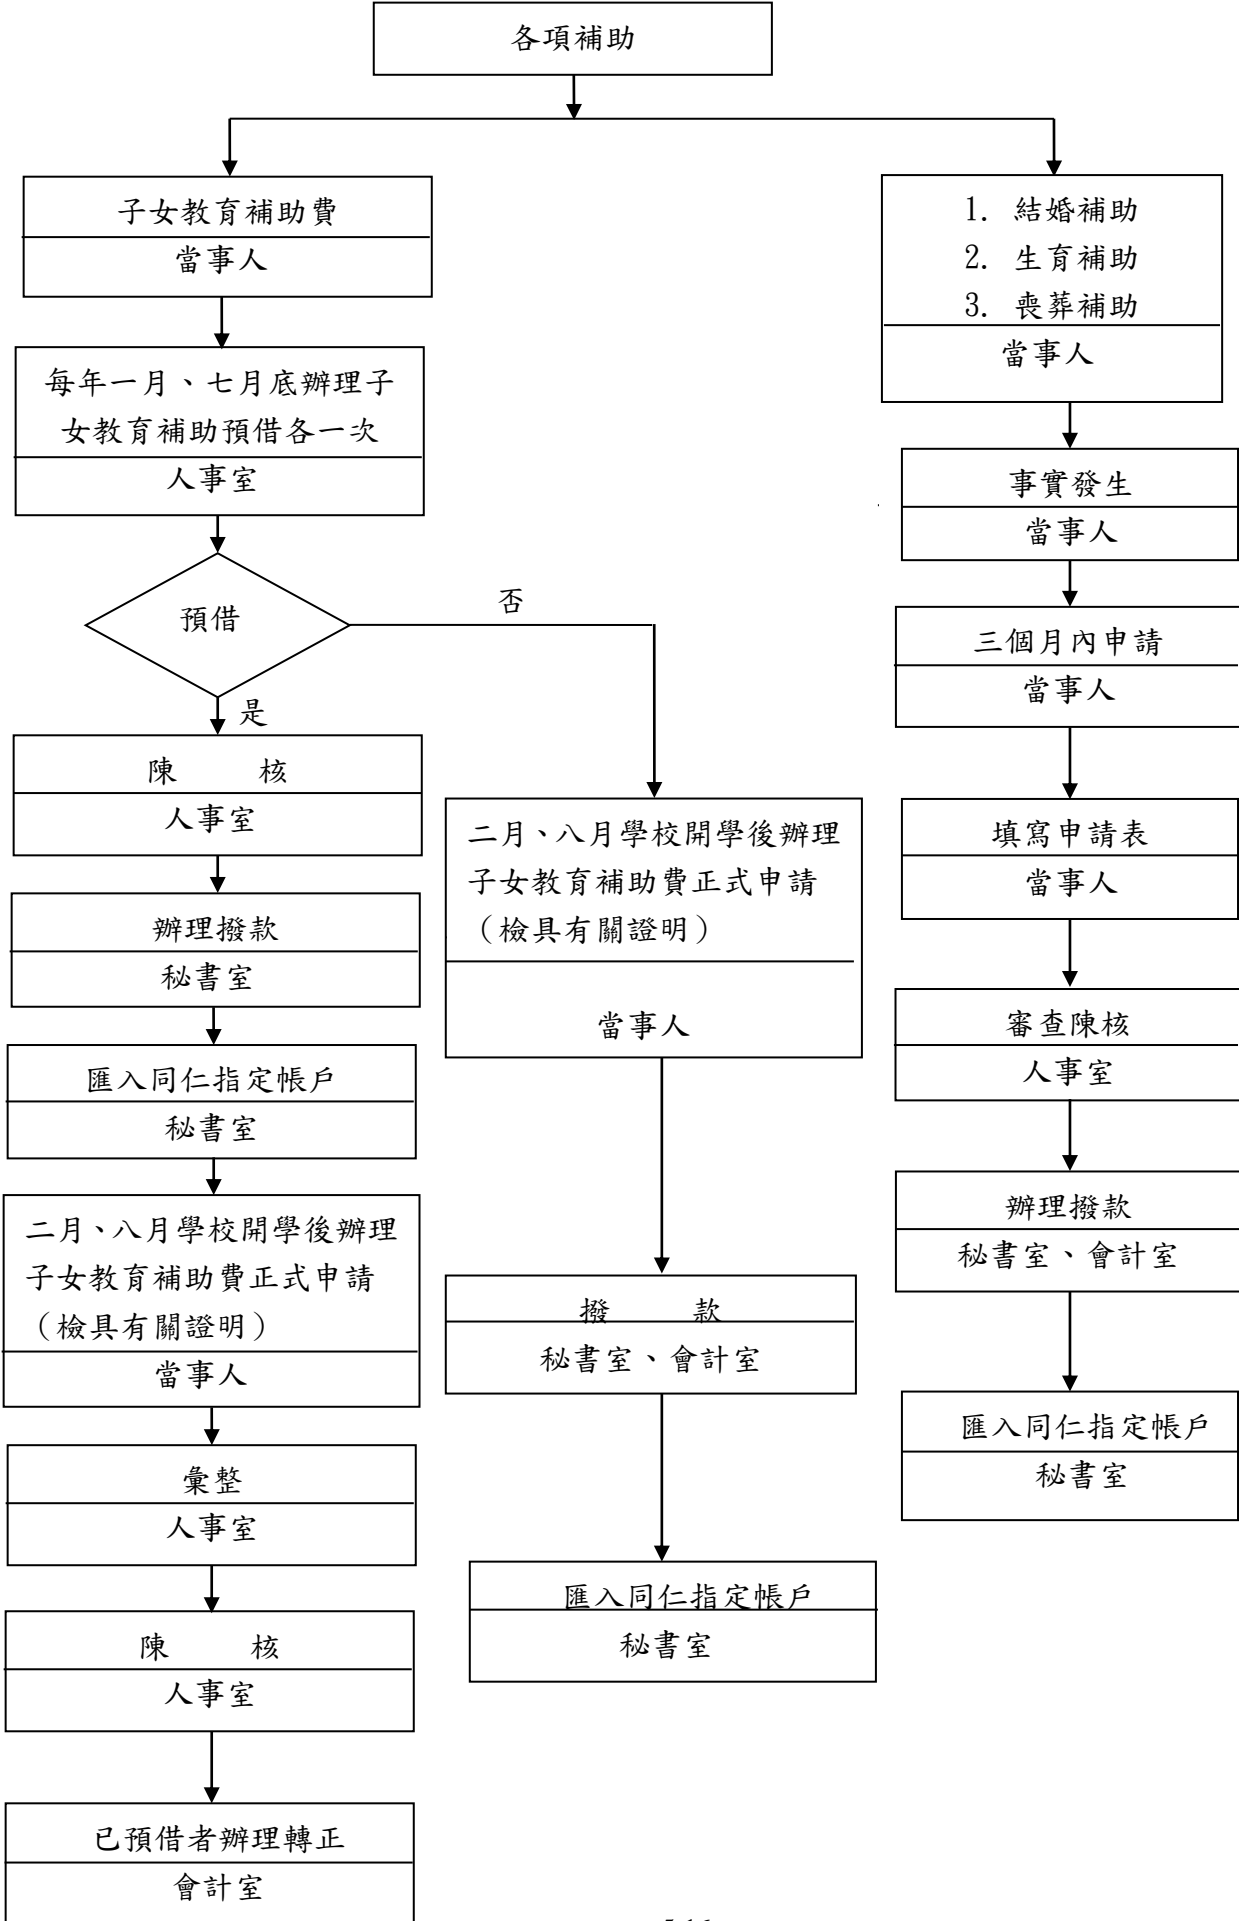 各項補助
子女教育補助費
當事人
每年一月、七月底辦理子
女教育補助預借各一次
人事室
預借
否
是
陳 核
人事室
辦理撥款
秘書室
匯入同仁指定帳戶
秘書室
二月、八月學校開學後辦理
子女教育補助費正式申請
（檢具有關證明）
當事人
彙整
人事室
陳 核
人事室
已預借者辦理轉正
會計室
二月、八月學校開學後辦理
子女教育補助費正式申請
（檢具有關證明）
當事人
撥 款
秘書室、會計室
匯入同仁指定帳戶
秘書室
1. 結婚補助
2. 生育補助
3. 喪葬補助
當事人
事實發生
當事人
三個月內申請
當事人
填寫申請表
當事人
審查陳核
人事室
辦理撥款
秘書室、會計室
匯入同仁指定帳戶
秘書室